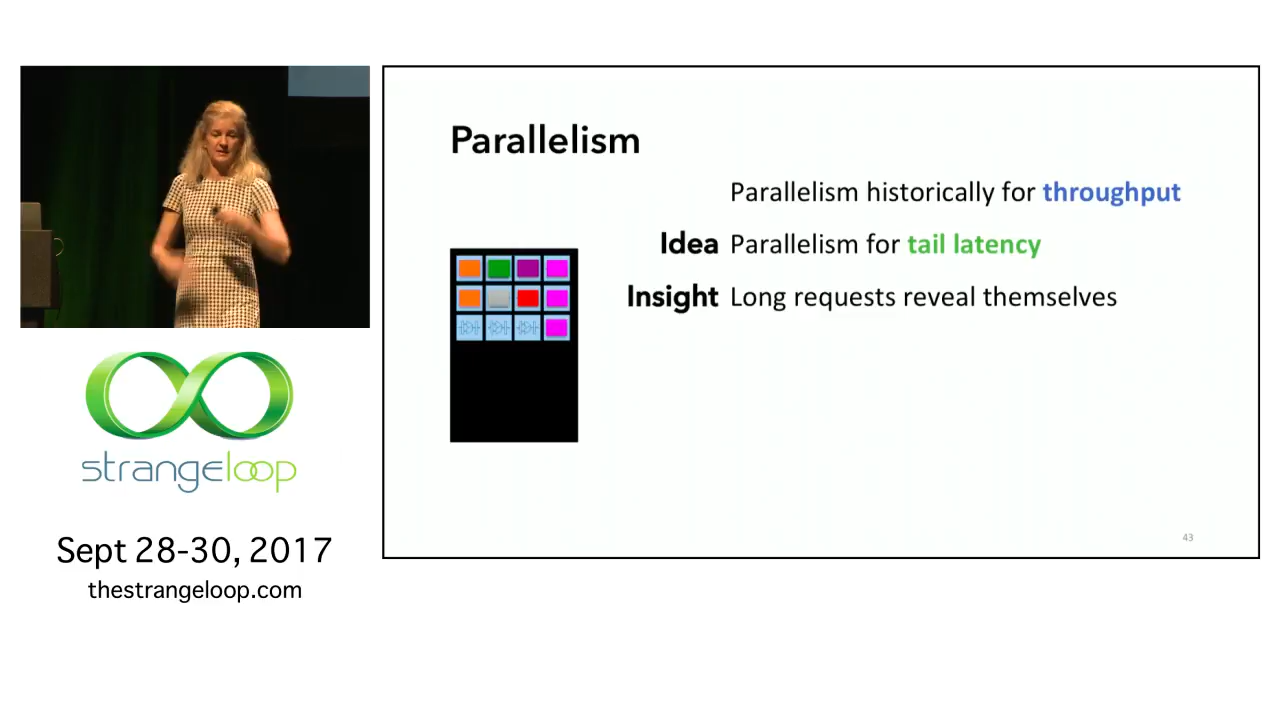 Parallelism
Parallelism historically for throughput
Idea Parallelism for tail latency
Insight Long requests reveal themselves
43
strangeloop
Sept 28-30, 2017
thestrangeloop.com